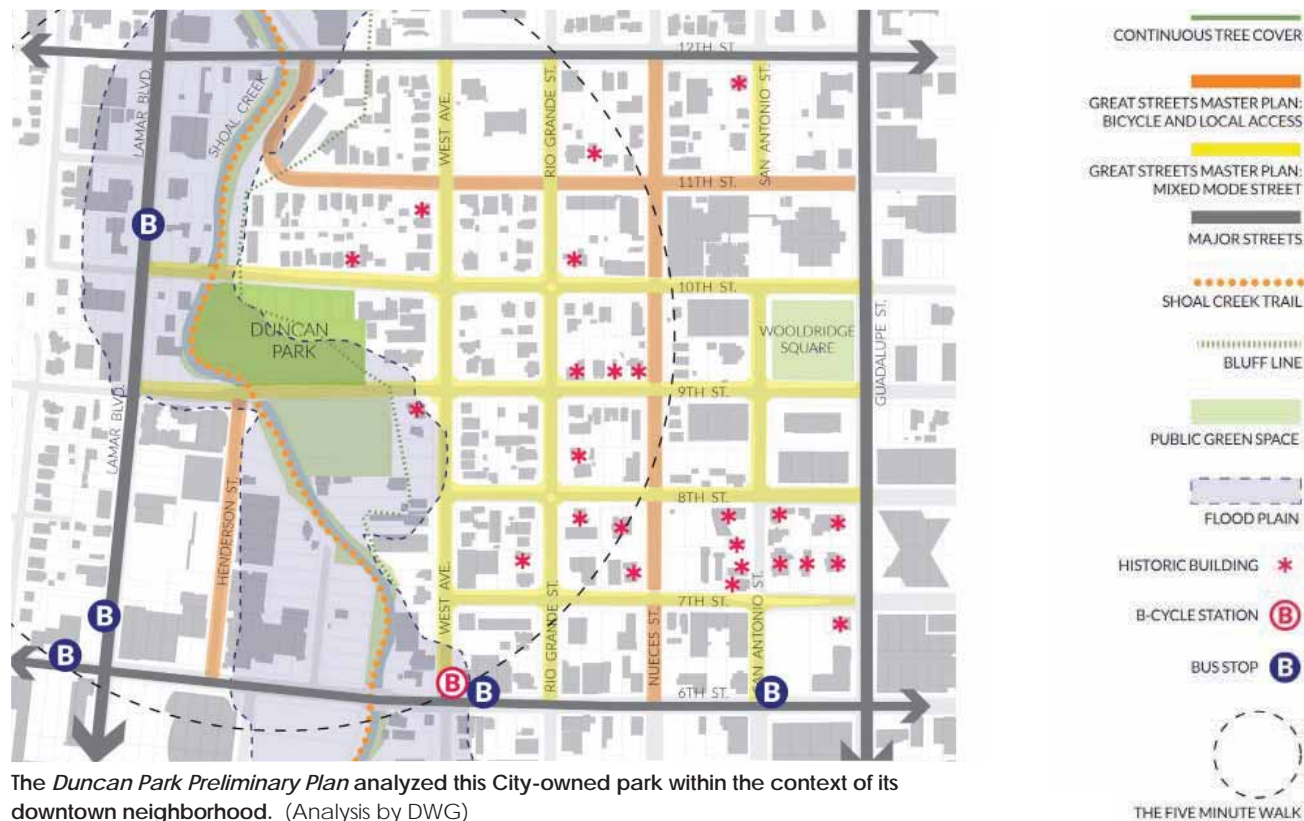 12TH ST.
LAMAR BLVD.
SHOAL CREEK
WEST AVE.
RIO GRANDE ST.
SAN ANTONIO ST.
11TH ST.
B
10TH ST.
DUNCAN
PARK
WOOLDRIDGE
SQUARE
GUADALUPE ST.
9TH ST.
LAMAR BLVD.
HENDERSON ST.
8TH ST.
WEST AVE.
RIO GRANDE ST.
NUECES ST.
SAN ANTONIO ST.
7TH ST.
B
B
B
B
B
6TH ST.
CONTINUOUS TREE COVER
GREAT STREETS MASTER PLAN:
BICYCLE AND LOCAL ACCESS
GREAT STREETS MASTER PLAN:
MIXED MODE STREET
MAJOR STREETS
SHOAL CREEK TRAIL
BLUFF LINE
PUBLIC GREEN SPACE
FLOOD PLAIN
HISTORIC BUILDING
B-CYCLE STATION B
BUS STOP B
THE FIVE MINUTE WALK
The Duncan Park Preliminary Plan analyzed this City-owned park within the context of its
downtown neighborhood. (Analysis by DWG)